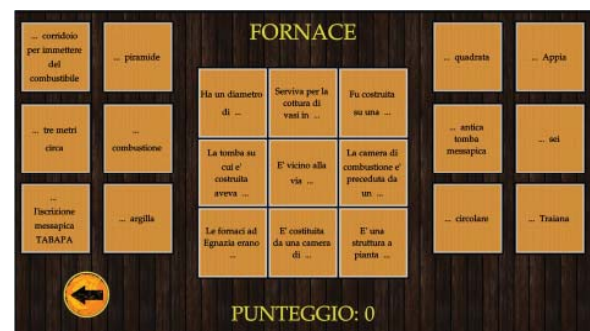 FORNACE
... corridoio
per immettere
del
combustibile
... piramide
... tre metri
circa
...
combustione
...
l'iscrizione
messapica
TABAPA
... argilla
Ha un diametro
di ...
Serviva per la
cottura di
vasi in ...
Fu costruita
su una ...
La tomba su
cui e'
costruita
aveva ...
E' vicino alla
via ...
La camera di
combustione e'
preceduta da
un ...
Le fornaci ad
Egnazia erano
...
E' costituita
da una camera
di ...
E' una
struttura a
pianta ...
... quadrata
... Appia
... antica
tomba
messapica
... sei
... circolare
... Traiana
PUNTEGGIO: 0